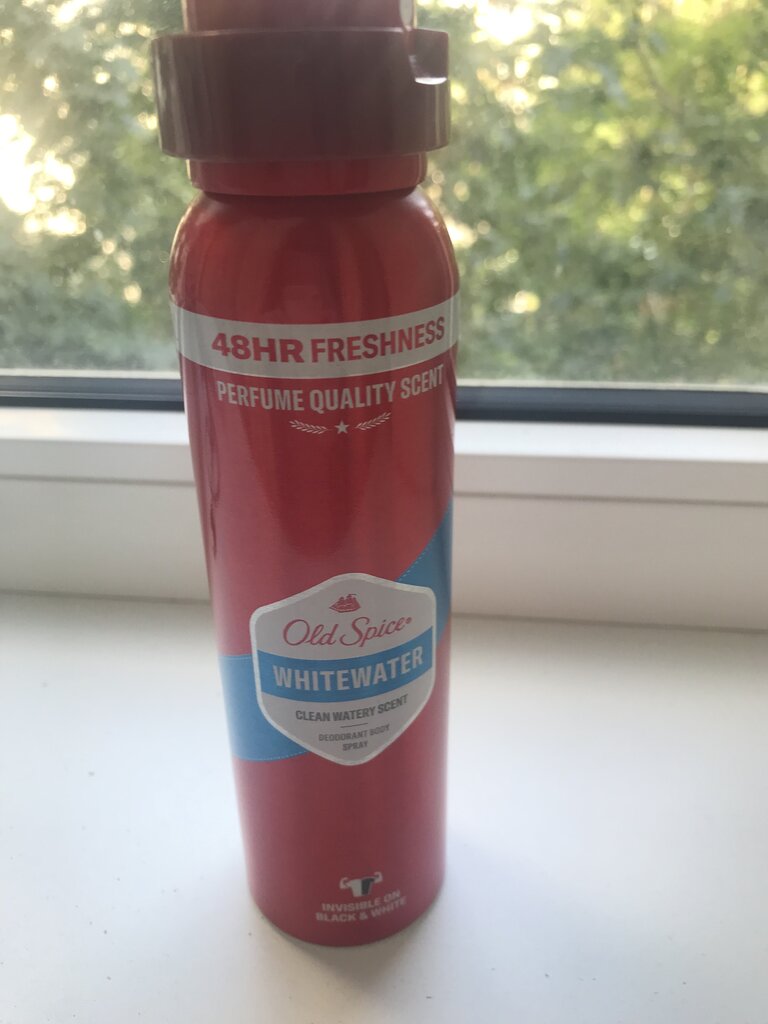 48HR FRESHNESS
PERFUME QUALITY SCENT
Old Spice
WHITEWATER
CLEAN WATERY SCENT
DEODORANT BODY
SPRAY
INVISIBLE ON
BLACK & WHITE